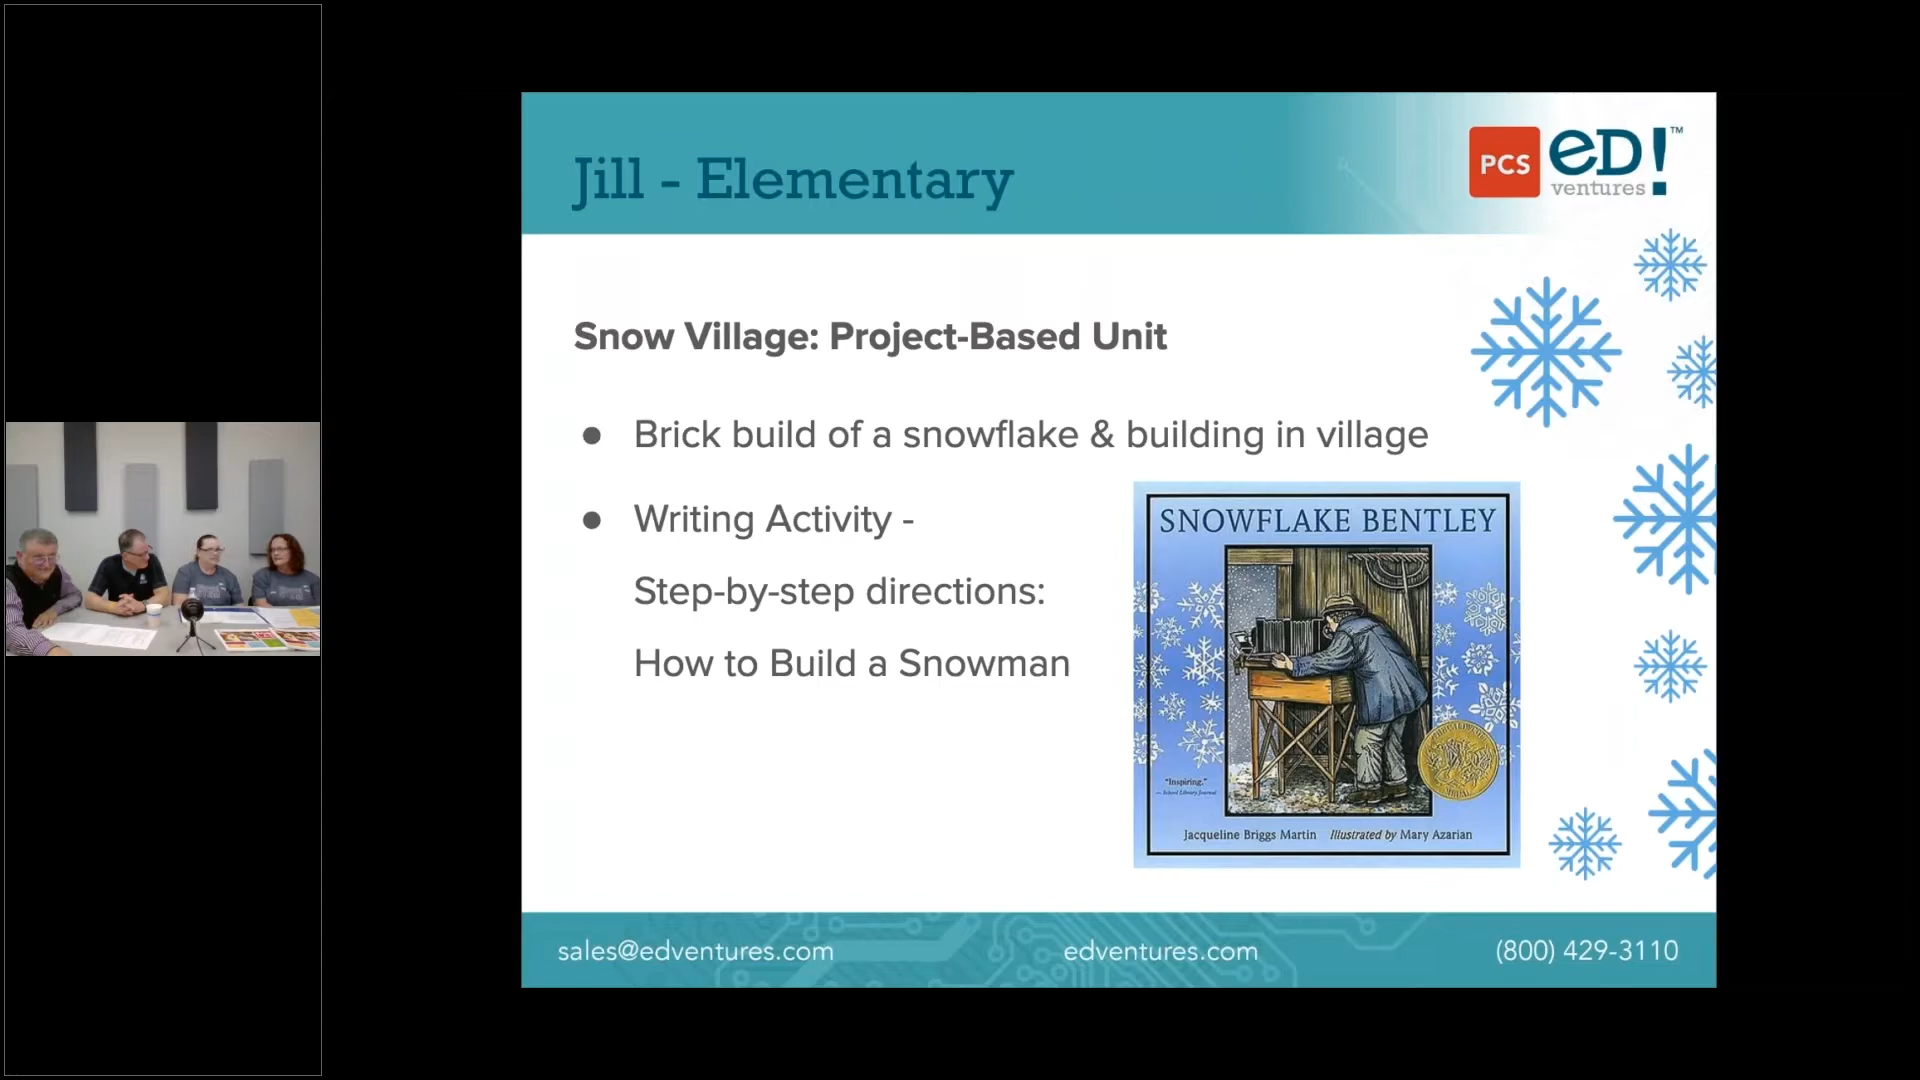 Jill - Elementary
PCS
eD!™
ventures
Snow Village: Project-Based Unit
● Brick build of a snowflake & building in village
● Writing Activity -
Step-by-step directions:
How to Build a Snowman
SNOWFLAKE BENTLEY
"Inspiring."
— School Library Journal
MEDAL
Jacqueline Briggs Martin Illustrated by Mary Azarian
sales@edventures.com edventures.com (800) 429-3110